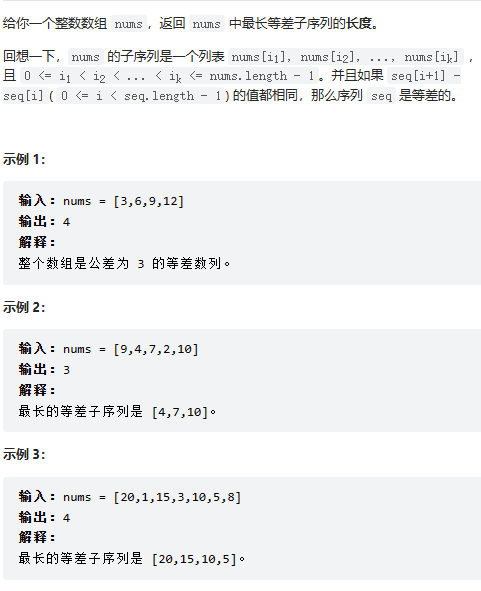 给你一个整数数组 nums，返回 nums 中最长等差子序列的长度。
回想一下，nums 的子序列是一个列表 nums[i1], nums[i2], ..., nums[ik] ，
且 0 <= i1 < i2 < ... < ik <= nums.length - 1。并且如果 seq[i+1] -
seq[i]( 0 <= i < seq.length - 1)的值都相同，那么序列 seq 是等差的。
示例 1：
输入：nums = [3,6,9,12]
输出：4
解释：
整个数组是公差为 3 的等差数列。
示例 2：
输入：nums = [9,4,7,2,10]
输出：3
解释：
最长的等差子序列是 [4,7,10]。
示例 3：
输入：nums = [20,1,15,3,10,5,8]
输出：4
解释：
最长的等差子序列是 [20,15,10,5]。